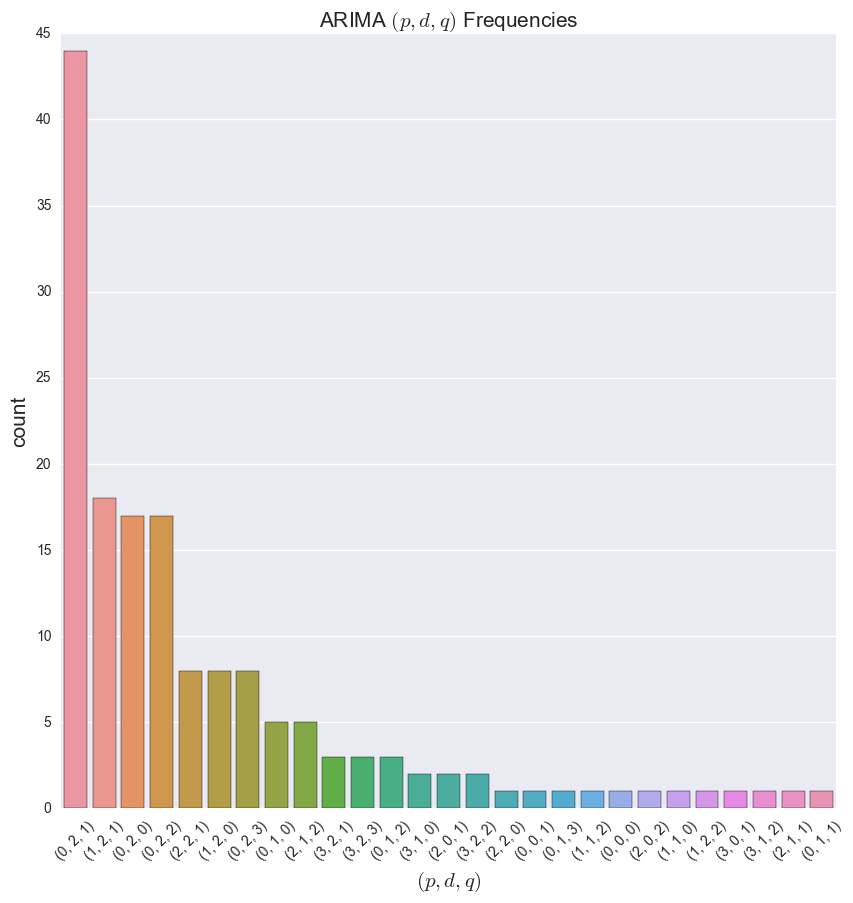 ARIMA (p, d, q) Frequencies
45
40
35
30
25
20
15
10
5
0
count
(0, 2, 1)
(1, 2, 1)
(0, 2, 0)
(0, 2, 2)
(2, 2, 1)
(1, 2, 0)
(0, 2, 3)
(0, 1, 0)
(2, 1, 2)
(3, 2, 1)
(3, 2, 3)
(0, 1, 2)
(3, 1, 0)
(2, 0, 1)
(3, 2, 2)
(2, 2, 0)
(0, 0, 1)
(0, 1, 3)
(1, 1, 2)
(0, 0, 0)
(2, 0, 2)
(1, 1, 0)
(1, 2, 2)
(3, 0, 1)
(3, 1, 2)
(2, 1, 1)
(0, 1, 1)
(p, d, q)